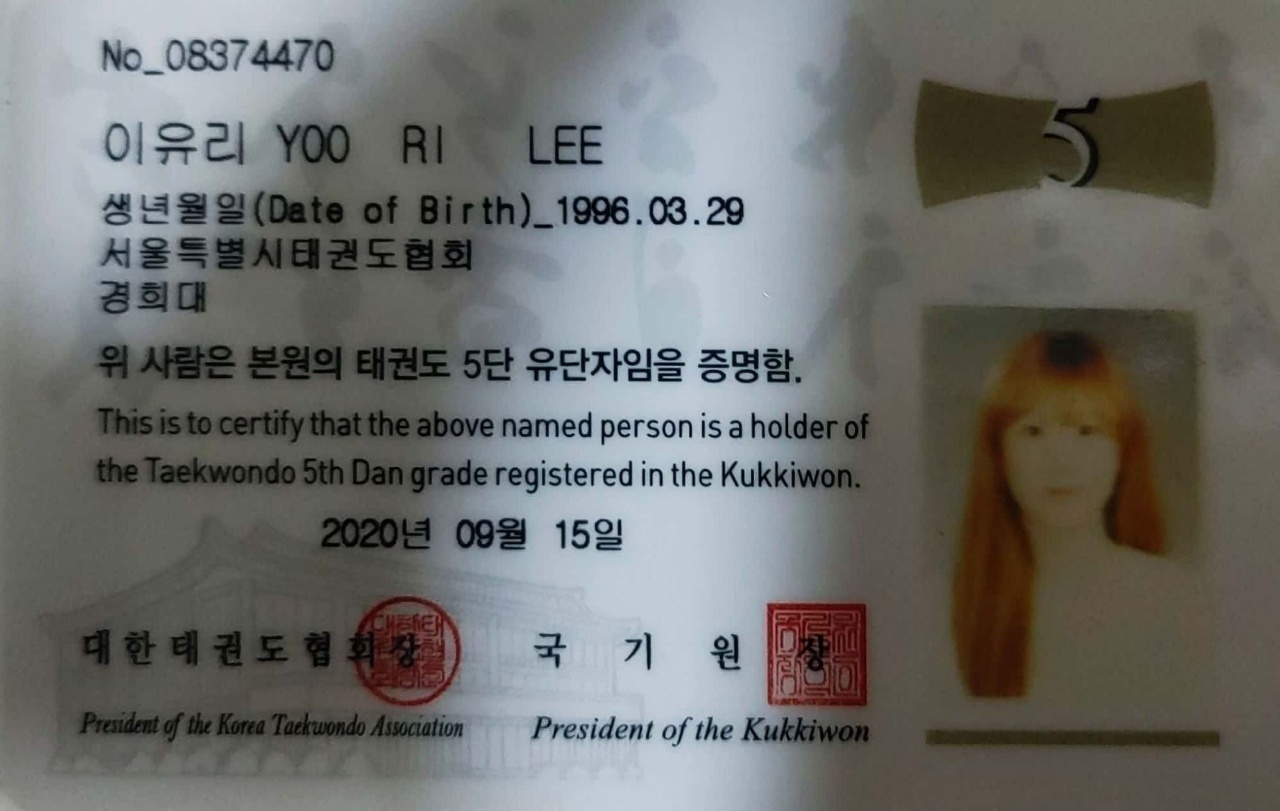 No_08374470
5
이유리 YOO RI LEE
생년월일(Date of Birth)_1996.03.29
서울특별시태권도협회
경희대
위 사람은 본원의 태권도 5단 유단자임을 증명함.
This is to certify that the above named person is a holder of
the Taekwondo 5th Dan grade registered in the Kukkiwon.
2020년 09월 15일
대한태권도협회장 국기원장
President of the Korea Taekwondo Association President of the Kukkiwon